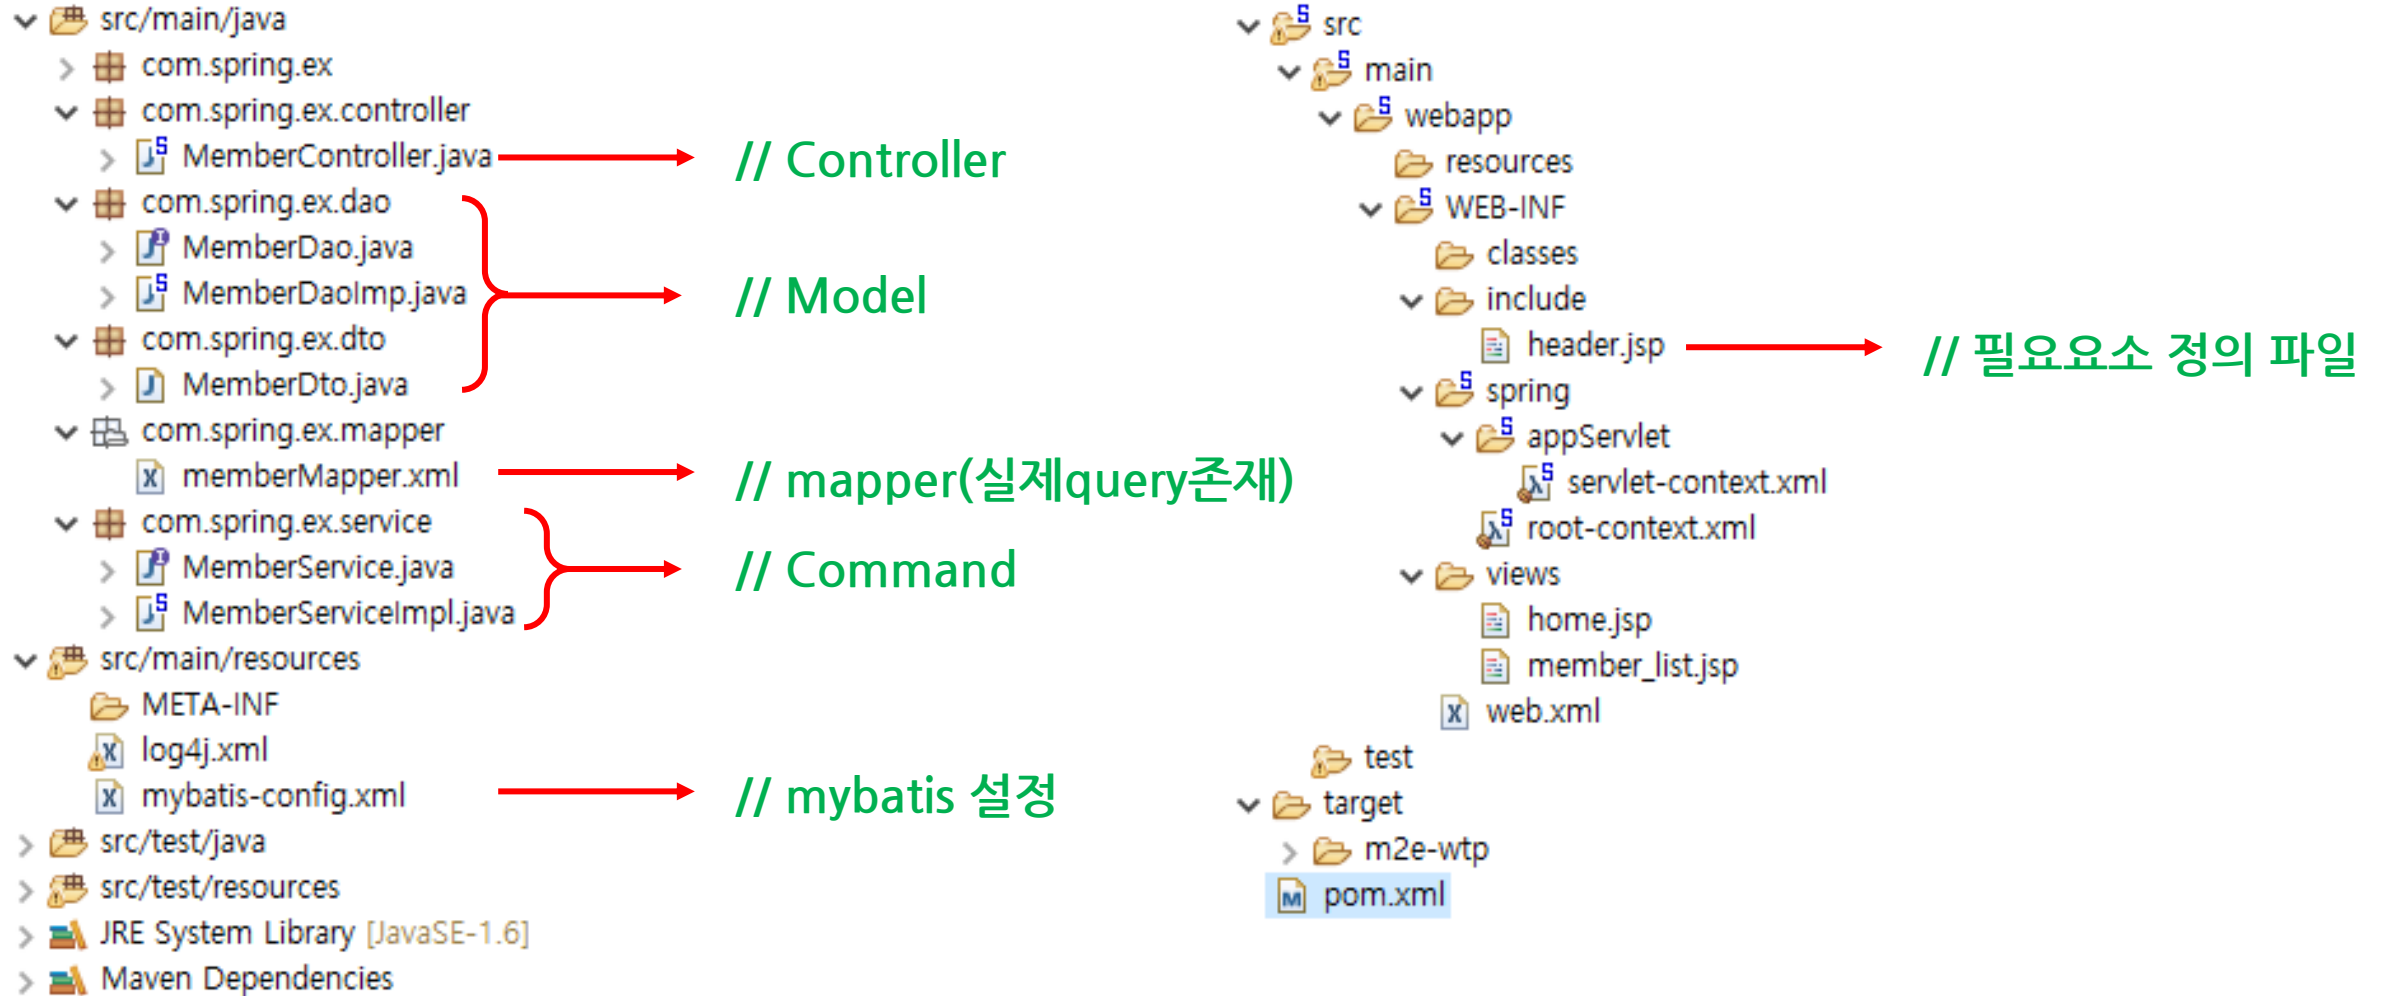 src/main/java
com.spring.ex
com.spring.ex.controller
MemberController.java
// Controller
com.spring.ex.dao
MemberDao.java
MemberDaoImp.java
// Model
com.spring.ex.dto
MemberDto.java
com.spring.ex.mapper
memberMapper.xml
// mapper(실제query존재)
com.spring.ex.service
MemberService.java
// Command
MemberServiceImpl.java
src/main/resources
META-INF
log4j.xml
mybatis-config.xml
// mybatis 설정
src/test/java
src/test/resources
JRE System Library [JavaSE-1.6]
Maven Dependencies
src
main
webapp
resources
WEB-INF
classes
include
header.jsp
// 필요요소 정의 파일
spring
appServlet
servlet-context.xml
root-context.xml
views
home.jsp
member_list.jsp
web.xml
test
target
m2e-wtp
pom.xml